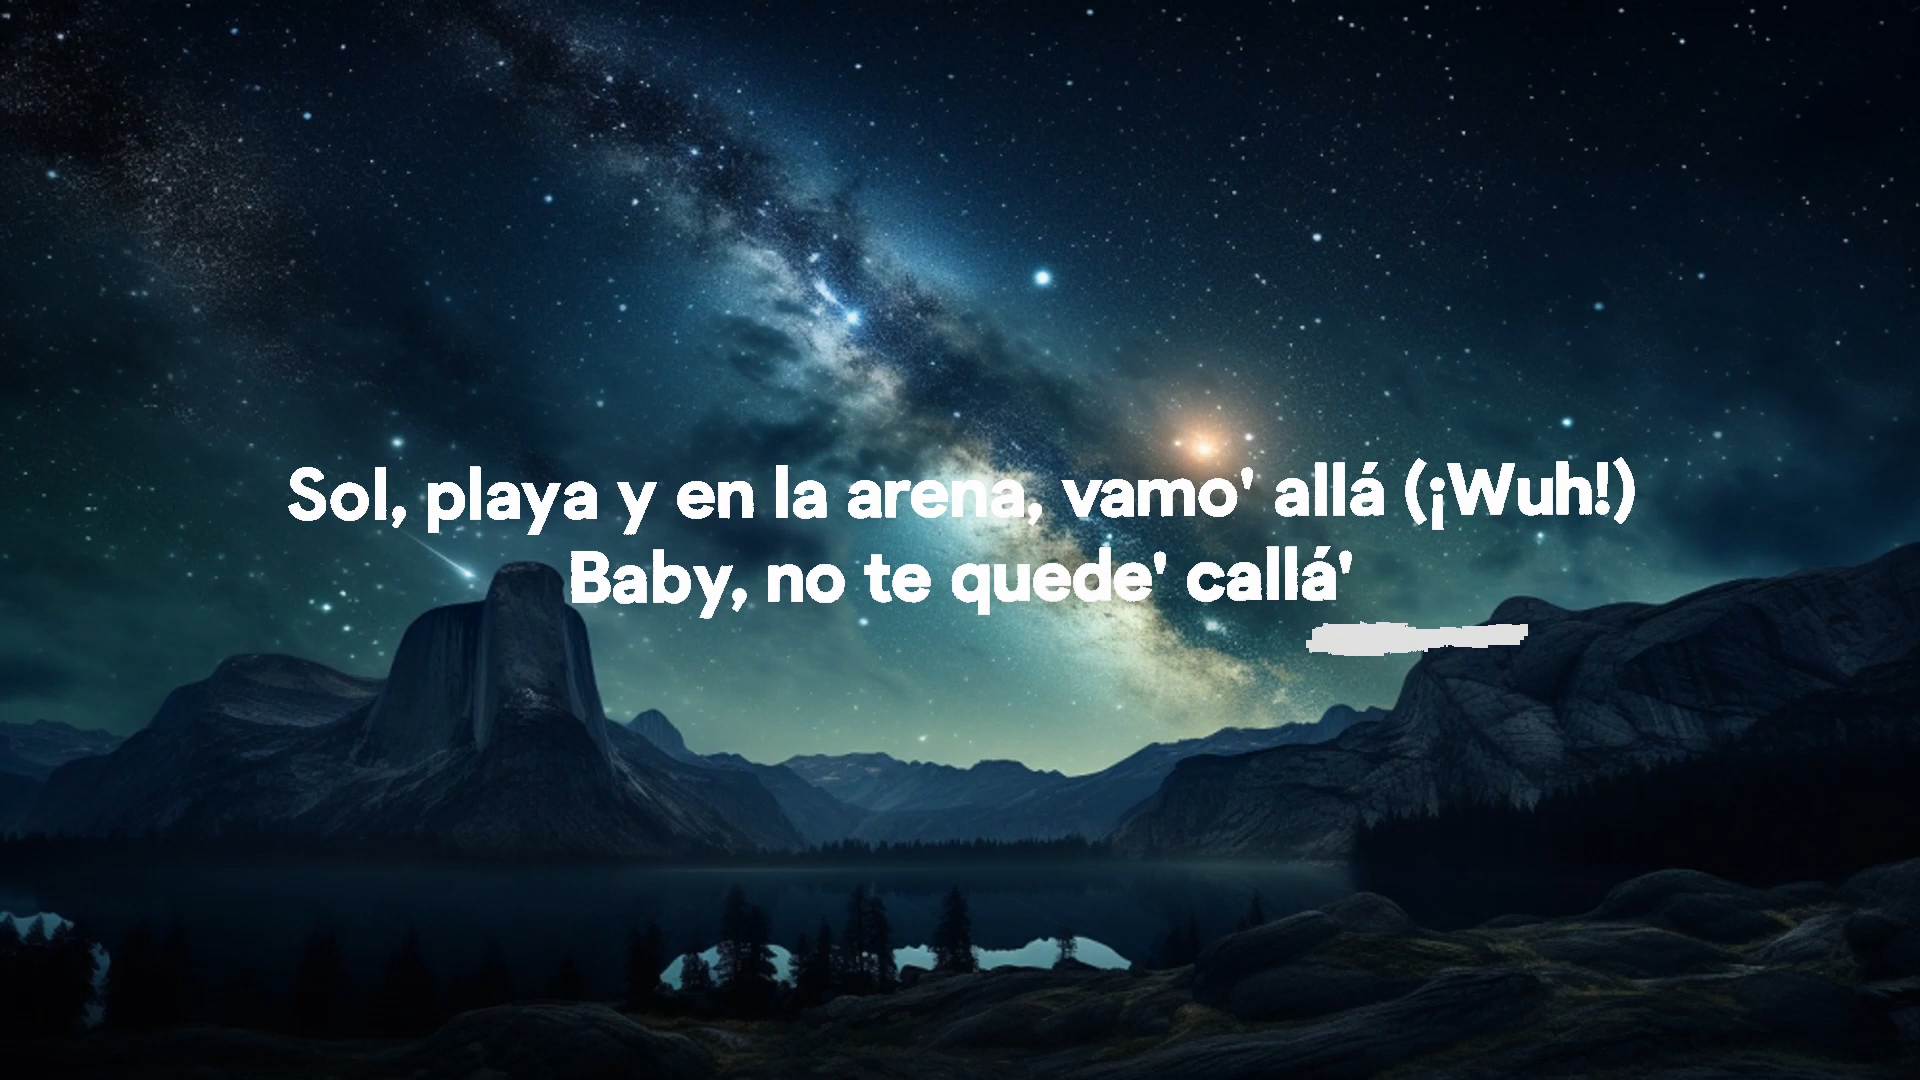 Sol, playa y en la arena, vamo' allá (¡Wuh!)
Baby, no te quede' callá'